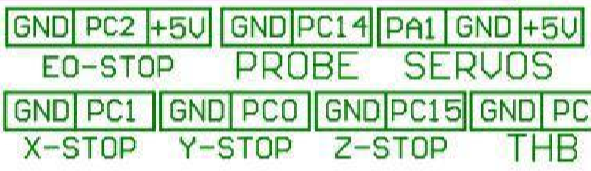 GND PC2 +5V GND PC14 PA1 GND +5V
E0-STOP PROBE SERVOS
GND PC1 GND PC0 GND PC15 GND PC
X-STOP Y-STOP Z-STOP THB